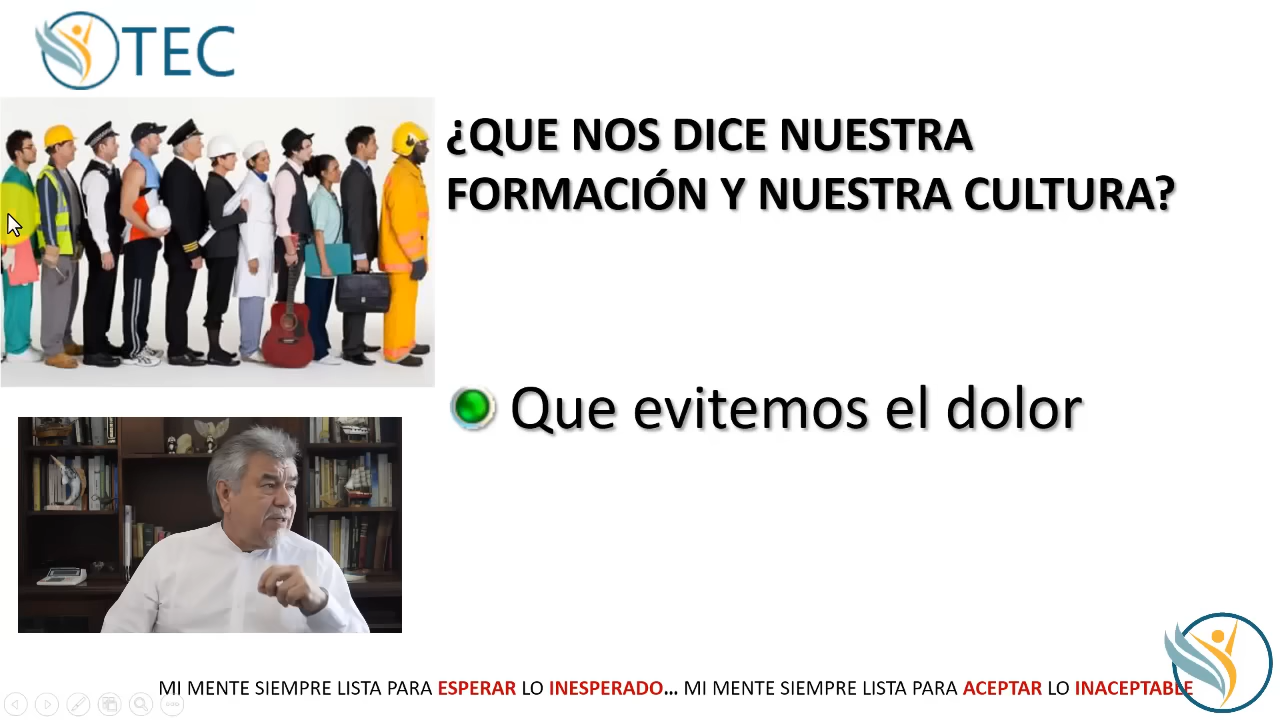 TEC
¿QUE NOS DICE NUESTRA
FORMACIÓN Y NUESTRA CULTURA?
Que evitemos el dolor
MI MENTE SIEMPRE LISTA PARA ESPERAR LO INESPERADO... MI MENTE SIEMPRE LISTA PARA ACEPTAR LO INACEPTABLE